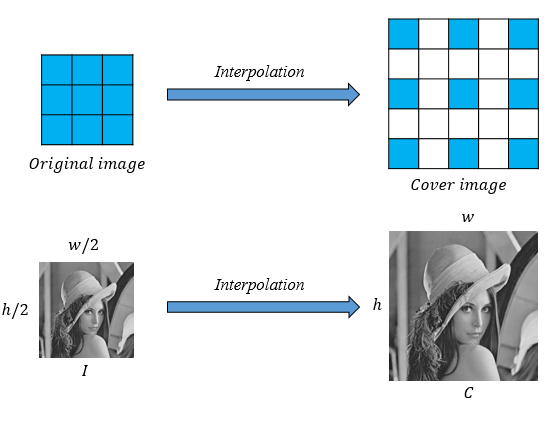 Interpolation
Original image
Cover image
w/2
w
Interpolation
h/2
h
I
C